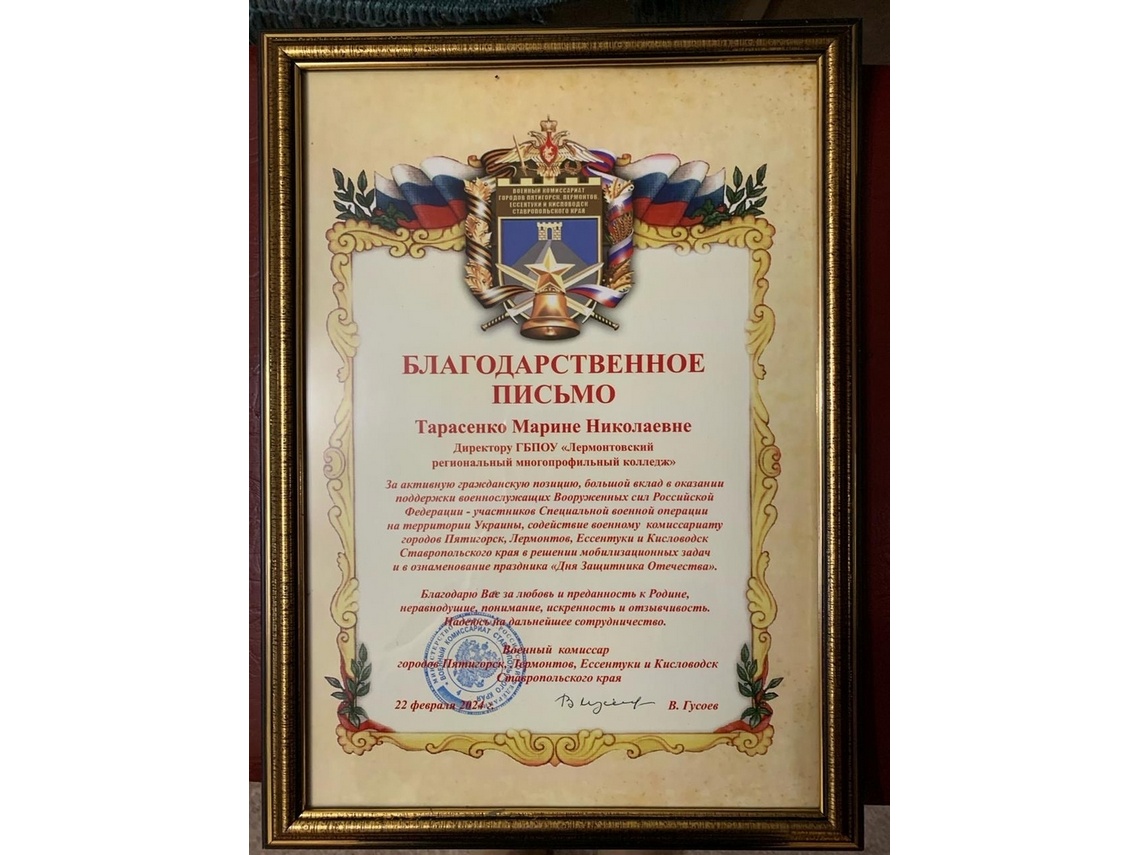 ВОЕННЫЙ КОМИССАРИАТ
ГОРОДОВ ПЯТИГОРСК, ЛЕРМОНТОВ,
ЕССЕНТУКИ И КИСЛОВОДСК
СТАВРОПОЛЬСКОГО КРАЯ
БЛАГОДАРСТВЕННОЕ
ПИСЬМО
Тарасенко Марине Николаевне
Директору ГБПОУ «Лермонтовский
региональный многопрофильный колледж»
За активную гражданскую позицию, большой вклад в оказании
поддержки военнослужащих Вооруженных сил Российской
Федерации - участников Специальной военной операции
на территории Украины, содействие военному комиссариату
городов Пятигорск, Лермонтов, Ессентуки и Кисловодск
Ставропольского края в решении мобилизационных задач
и в ознаменование праздника «Дня Защитника Отечества».
Благодарю Вас за любовь и преданность к Родине,
неравнодушие, понимание, искренность и отзывчивость.
Надеюсь на дальнейшее сотрудничество.
Военный комиссар
городов Пятигорск, Лермонтов, Ессентуки и Кисловодск
Ставропольского края
22 февраля 2024 г.
В. Гусоев
ВОЕННЫЙ КОМИССАРИАТ СТАВРОПОЛЬСКОГО КРАЯ